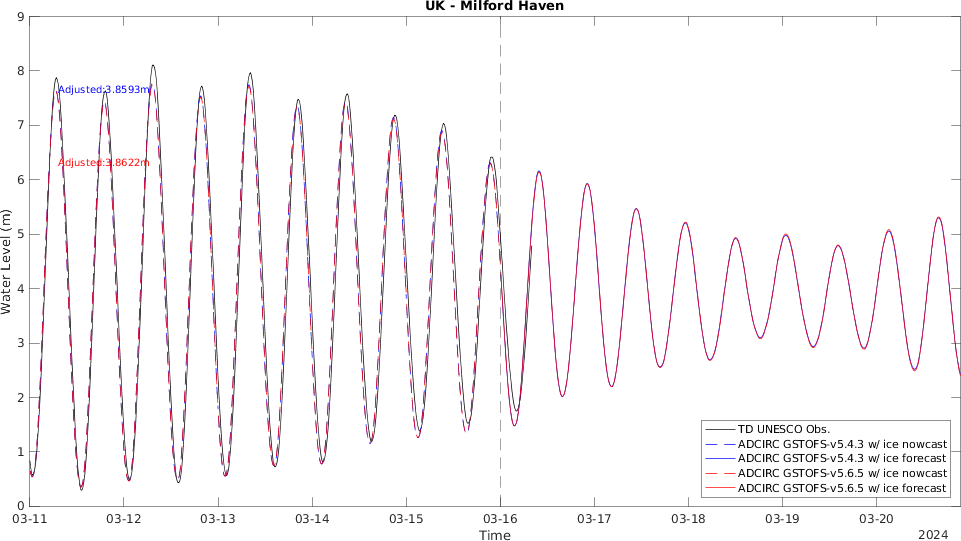 UK - Milford Haven
9
8
7
6
5
4
3
2
1
0
Water Level (m)
Adjusted:3.8593m
Adjusted:3.8622m
TD UNESCO Obs.
ADCIRC GSTOFS-v5.4.3 w/ ice nowcast
ADCIRC GSTOFS-v5.4.3 w/ ice forecast
ADCIRC GSTOFS-v5.6.5 w/ ice nowcast
ADCIRC GSTOFS-v5.6.5 w/ ice forecast
03-11 03-12 03-13 03-14 03-15 03-16 03-17 03-18 03-19 03-20
Time
2024